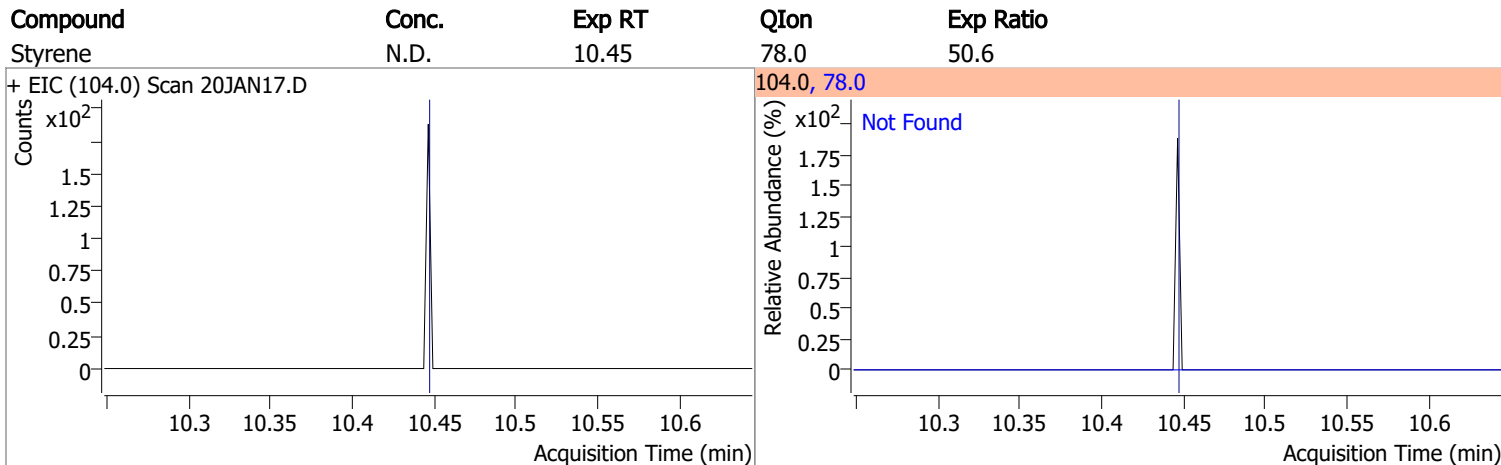 Compound Conc. Exp RT QIon Exp Ratio
Styrene N.D. 10.45 78.0 50.6
+ EIC (104.0) Scan 20JAN17.D
Counts
x10²
1.5
1.25
1
0.75
0.5
0.25
0
10.3 10.35 10.4 10.45 10.5 10.55 10.6
Acquisition Time (min)
104.0, 78.0
Relative Abundance (%)
x10²
Not Found
1.75
1.5
1.25
1
0.75
0.5
0.25
0
10.3 10.35 10.4 10.45 10.5 10.55 10.6
Acquisition Time (min)